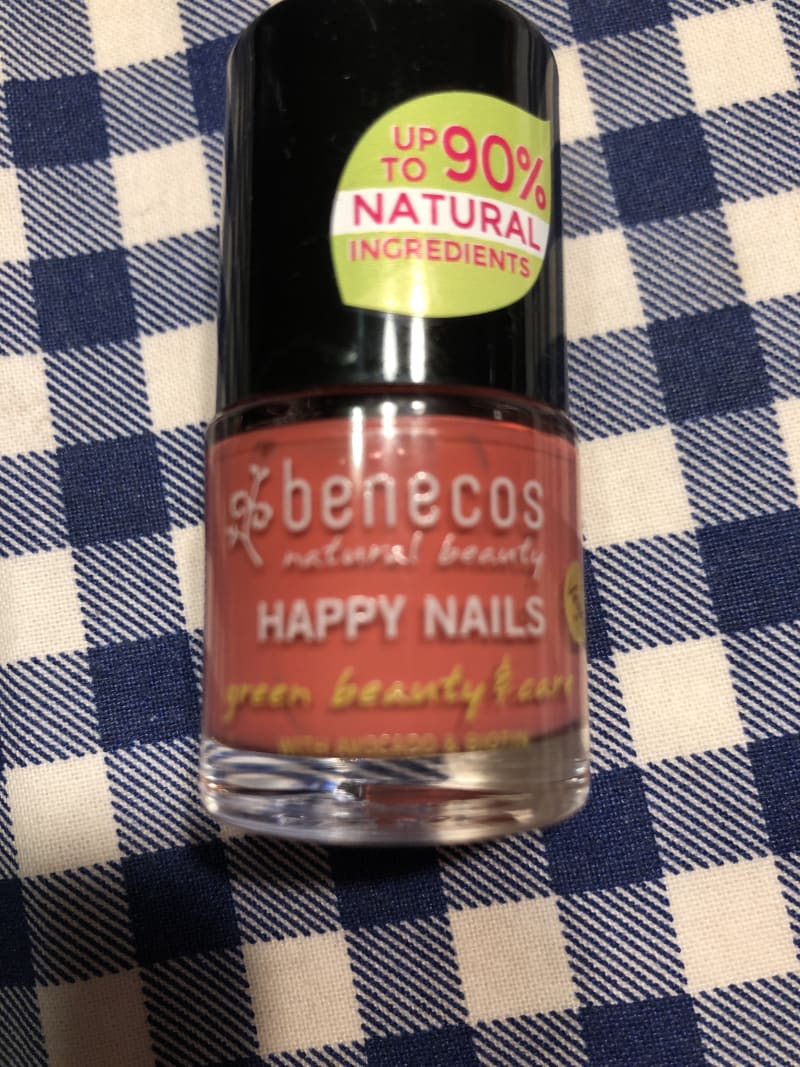 UP
TO 90%
NATURAL
INGREDIENTS
benecos
natural beauty
HAPPY NAILS
green beauty & care
WITH AVOCADO & BIOTIN